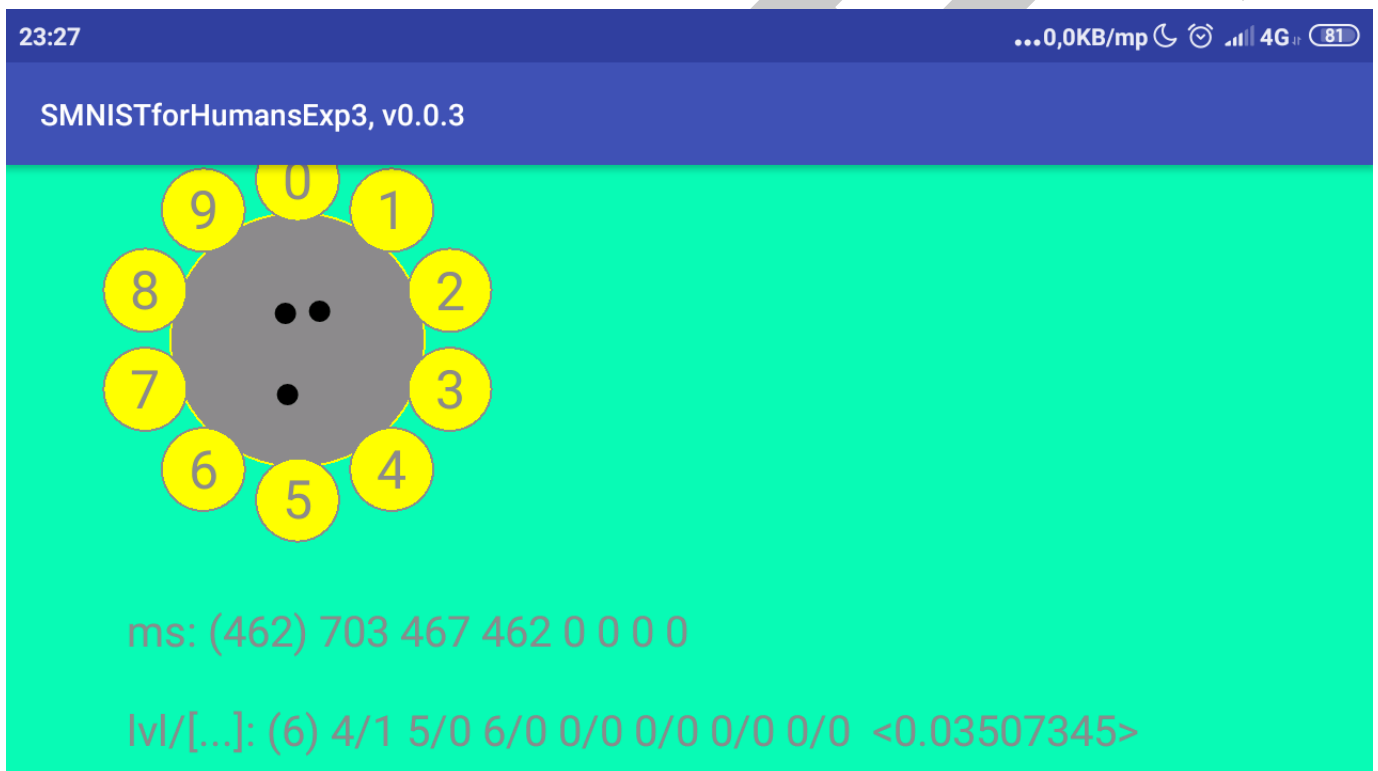 23:27 ...0,0KB/mp 4G 81
SMNISTforHumansExp3, v0.0.3
0
9 1
8 2
7 3
6 4
5
ms: (462) 703 467 462 0 0 0 0
lvl/[...]: (6) 4/1 5/0 6/0 0/0 0/0 0/0 0/0 <0.03507345>